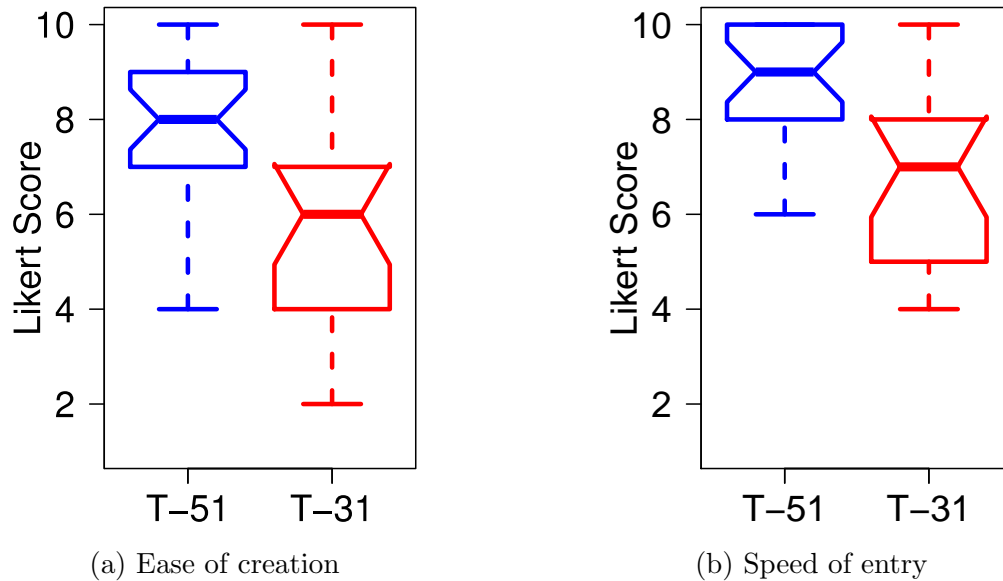 Likert Score
10
8
6
4
2
T−51 T−31
(a) Ease of creation
Likert Score
10
8
6
4
2
T−51 T−31
(b) Speed of entry